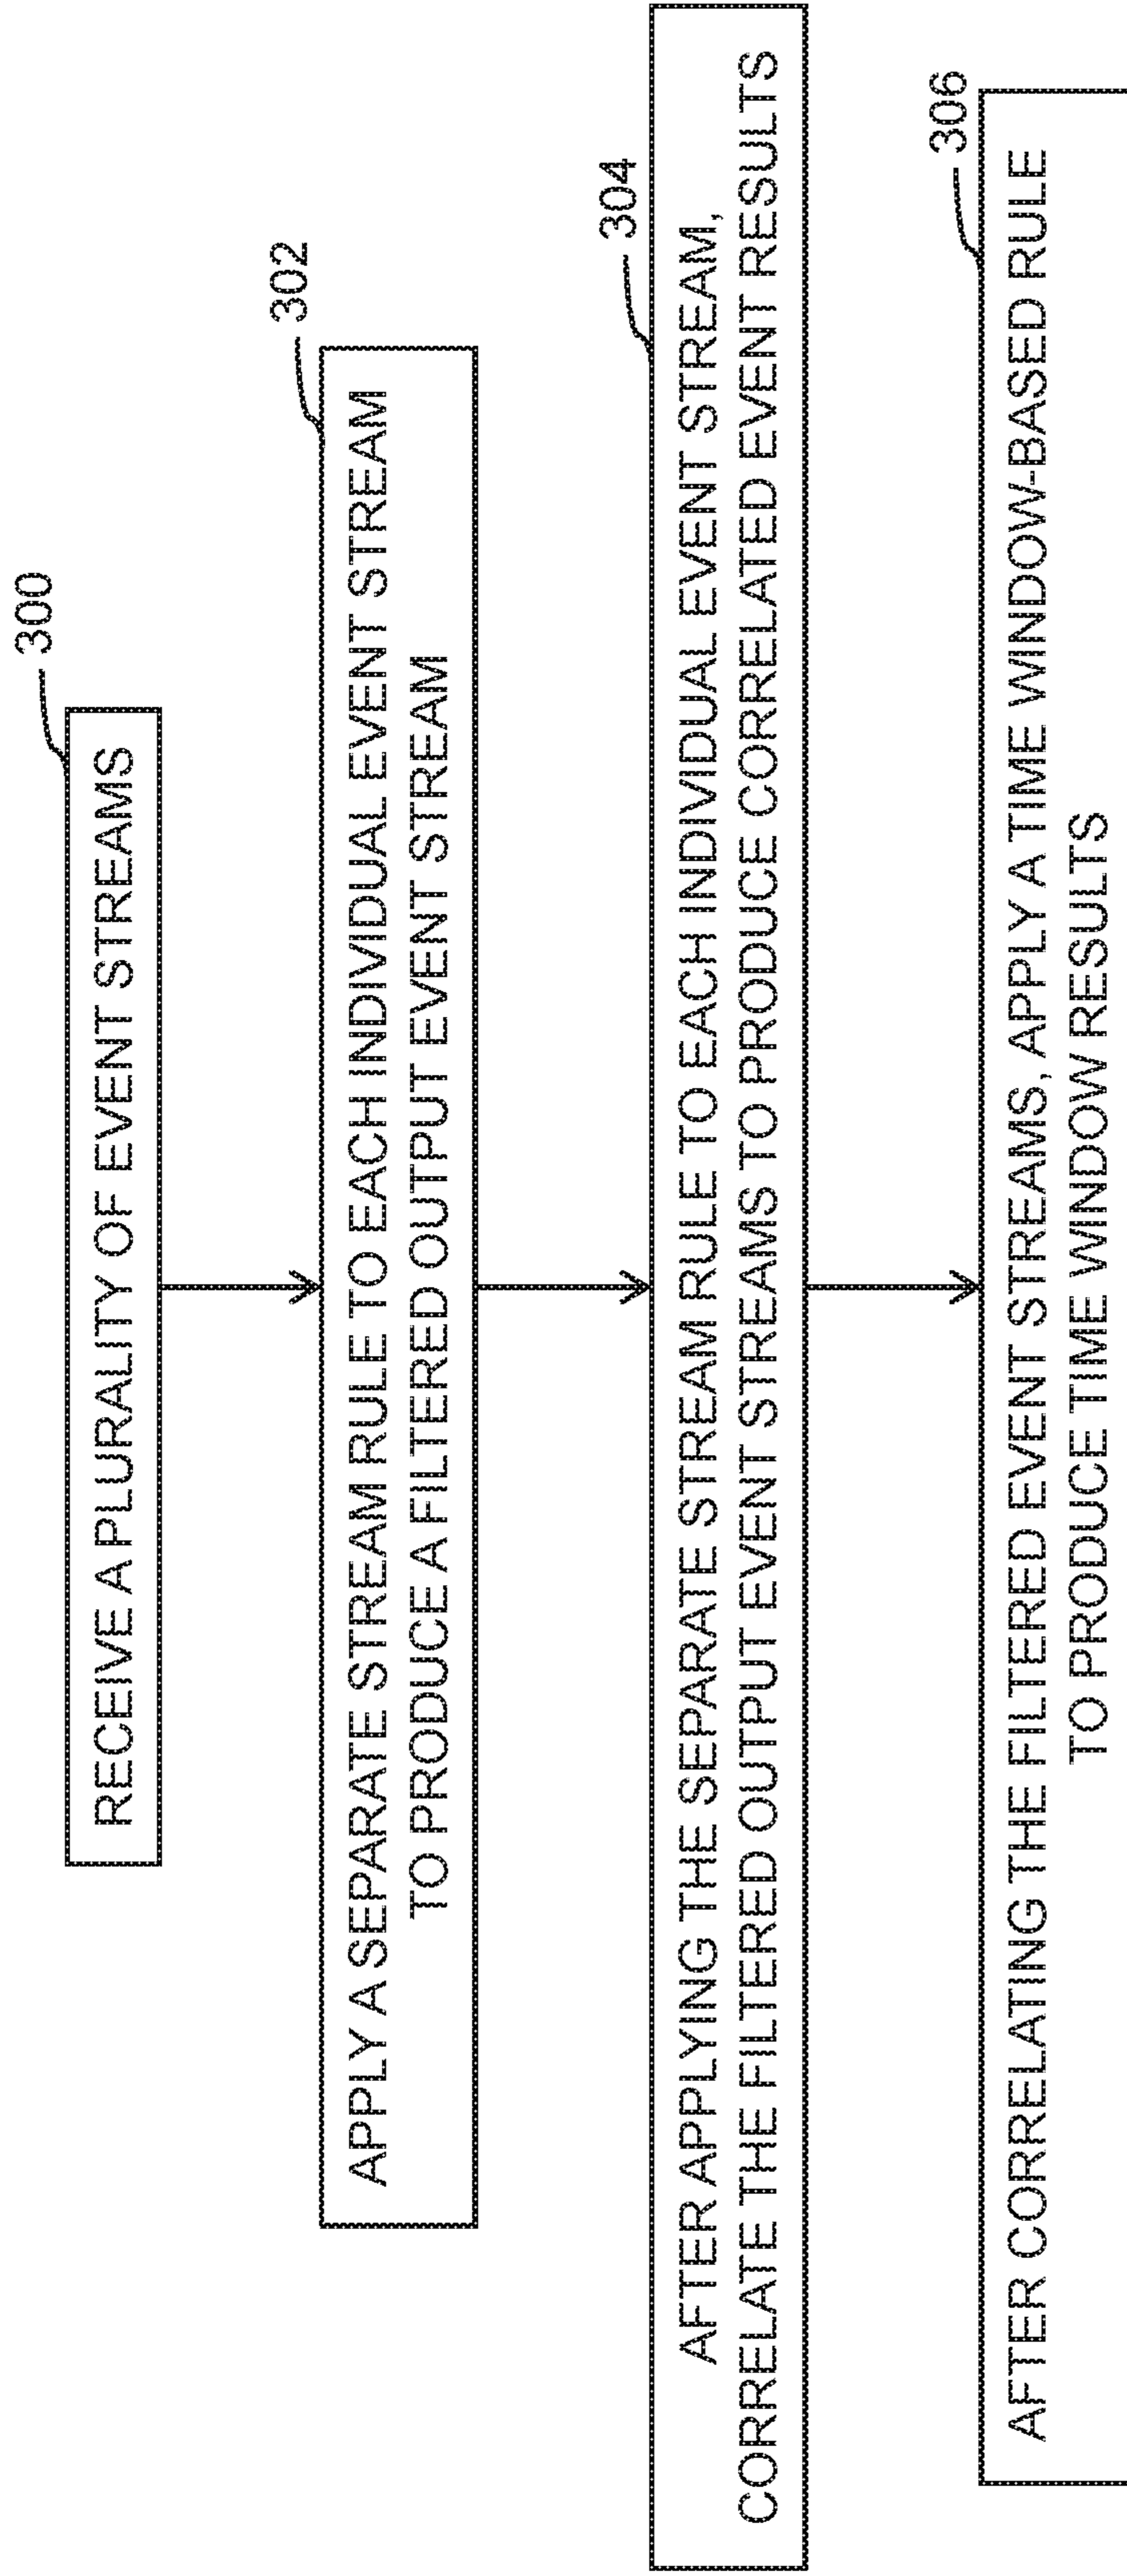 300
RECEIVE A PLURALITY OF EVENT STREAMS
302
APPLY A SEPARATE STREAM RULE TO EACH INDIVIDUAL EVENT STREAM
TO PRODUCE A FILTERED OUTPUT EVENT STREAM
304
AFTER APPLYING THE SEPARATE STREAM RULE TO EACH INDIVIDUAL EVENT STREAM,
CORRELATE THE FILTERED OUTPUT EVENT STREAMS TO PRODUCE CORRELATED EVENT RESULTS
306
AFTER CORRELATING THE FILTERED EVENT STREAMS, APPLY A TIME WINDOW-BASED RULE
TO PRODUCE TIME WINDOW RESULTS